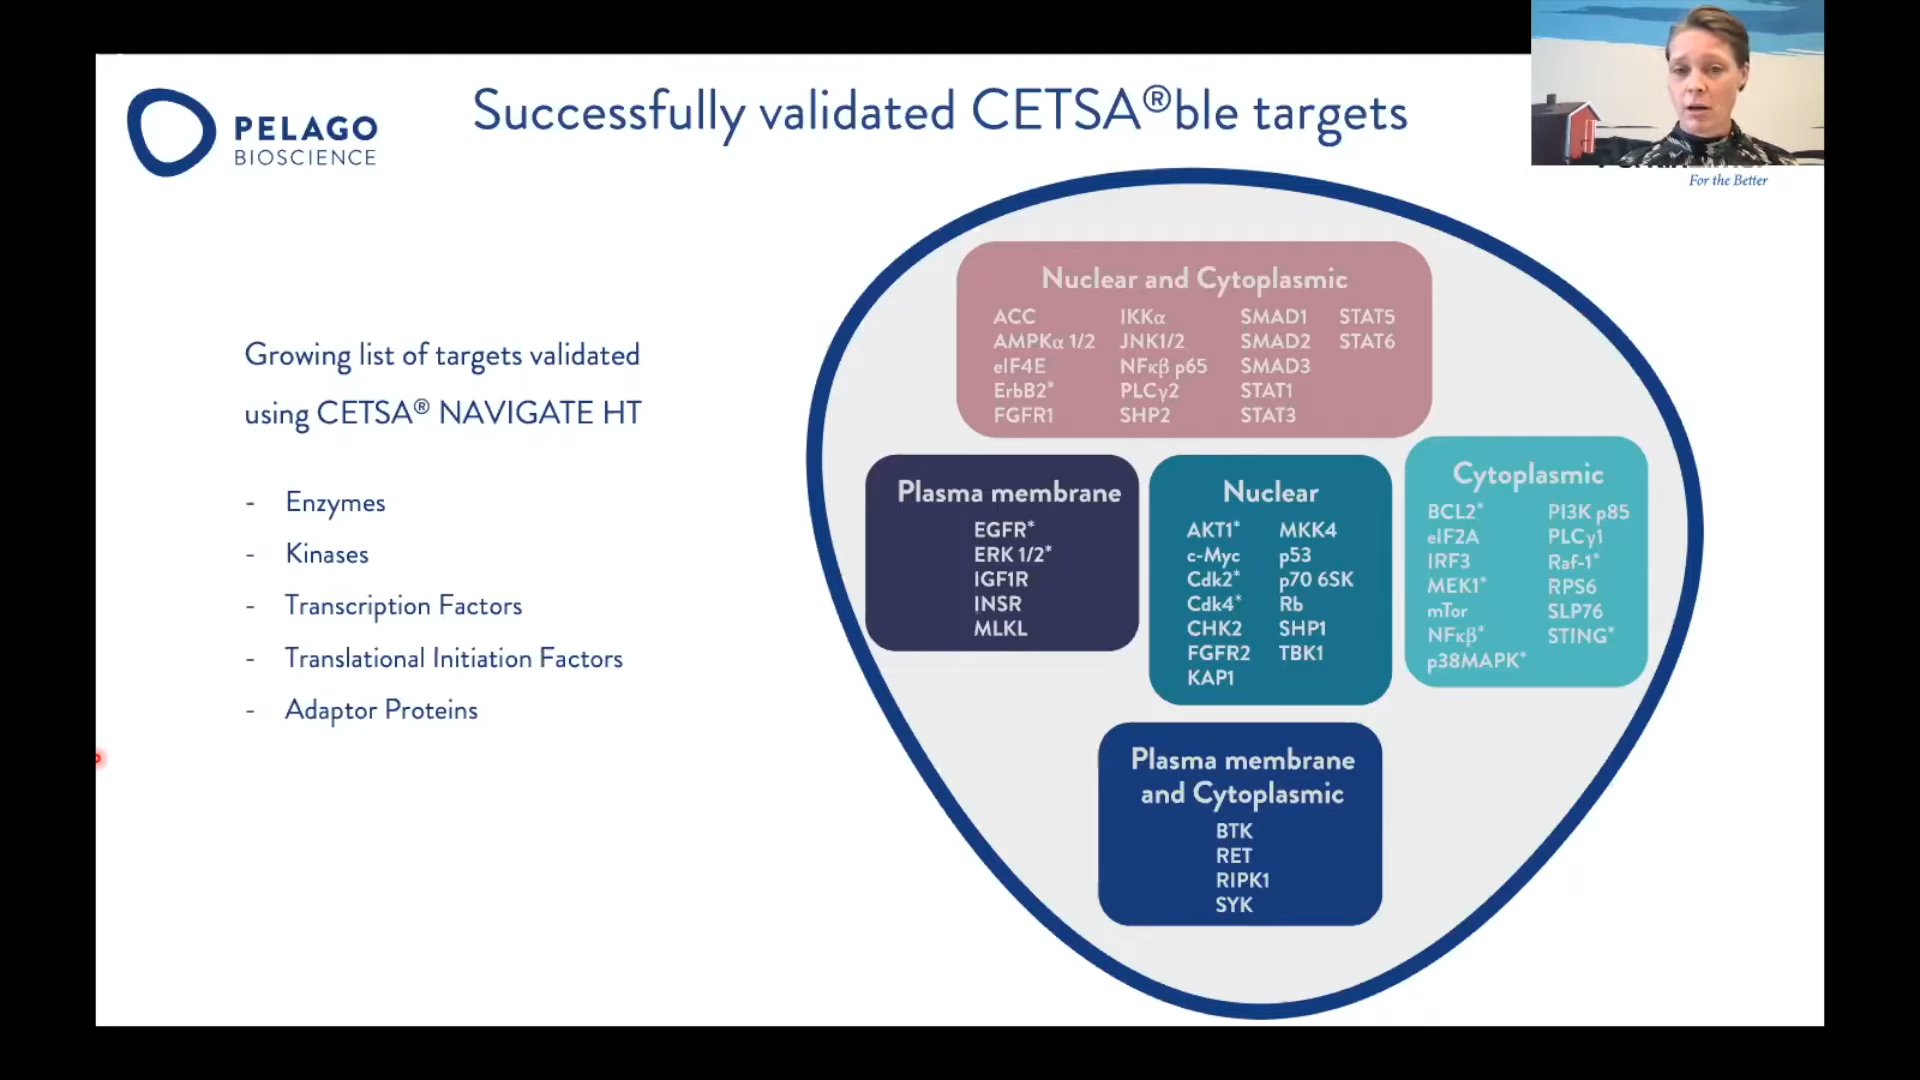 PELAGO
BIOSCIENCE
Successfully validated CETSA®ble targets
For the Better
Growing list of targets validated
using CETSA® NAVIGATE HT
- Enzymes
- Kinases
- Transcription Factors
- Translational Initiation Factors
- Adaptor Proteins
Nuclear and Cytoplasmic
ACC IKKα SMAD1 STAT5
AMPKα 1/2 JNK1/2 SMAD2 STAT6
eIF4E NFκβ p65 SMAD3
ErbB2* PLCγ2 STAT1
FGFR1 SHP2 STAT3
Plasma membrane
EGFR*
ERK 1/2*
IGF1R
INSR
MLKL
Nuclear
AKT1* MKK4
c-Myc p53
Cdk2* p70 6SK
Cdk4* Rb
CHK2 SHP1
FGFR2 TBK1
KAP1
Cytoplasmic
BCL2* PI3K p85
eIF2A PLCγ1
IRF3 Raf-1*
MEK1* RPS6
mTor SLP76
NFκβ* STING*
p38MAPK*
Plasma membrane
and Cytoplasmic
BTK
RET
RIPK1
SYK